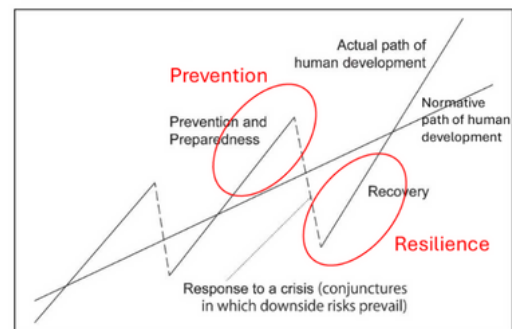 Actual path of
human development
Prevention
Normative
path of human
development
Prevention and
Preparedness
Recovery
Resilience
Response to a crisis (conjunctures
in which downside risks prevail)